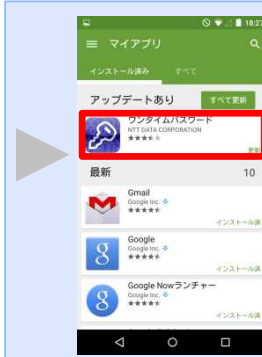 18:27
マイアプリ
インストール済み すべて
アップデートあり すべて更新
ワンタイムパスワード
NTT DATA CORPORATION
更新
最新 10
Gmail
Google Inc.
インストール済
Google
Google Inc.
インストール済
Google Nowランチャー
Google Inc.
インストール済